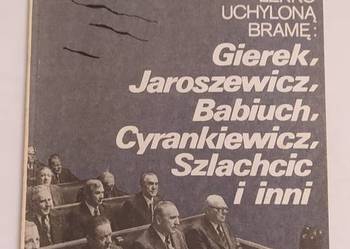 UCHYLONĄ
BRAMĘ:
Gierek,
Jaroszewicz,
Babiuch,
Cyrankiewicz,
Szlachcic
i inni